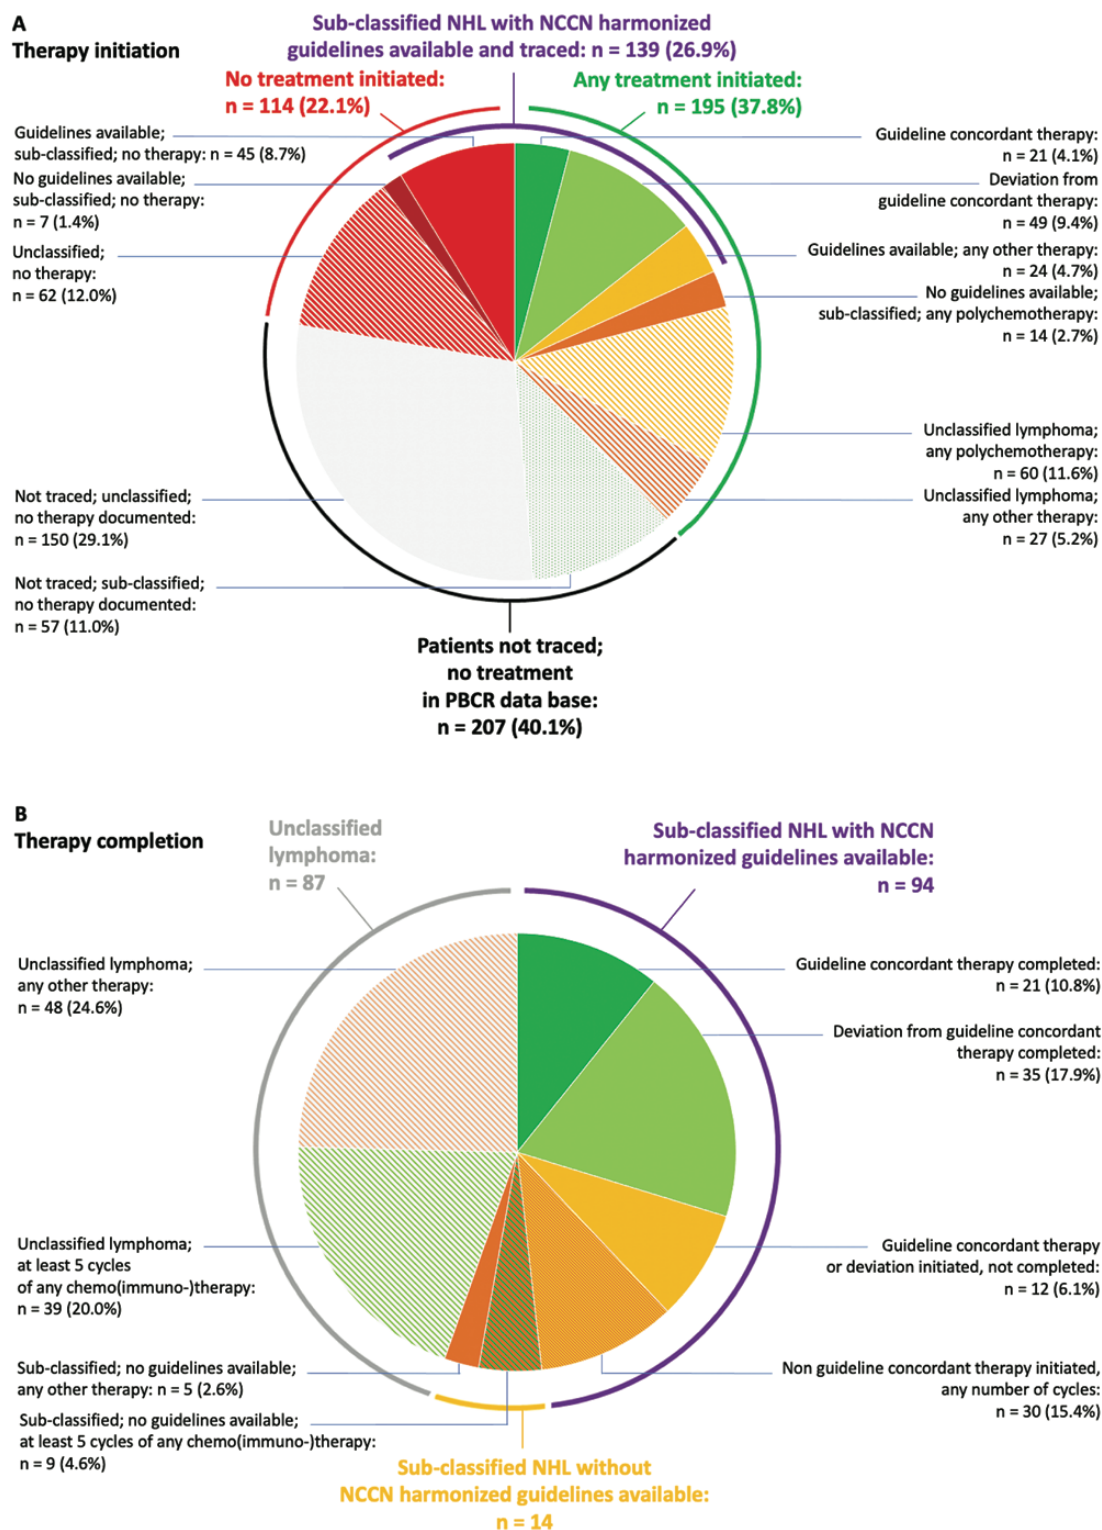 A
Therapy initiation
Sub-classified NHL with NCCN harmonized
guidelines available and traced: n = 139 (26.9%)
No treatment initiated:
n = 114 (22.1%)
Any treatment initiated:
n = 195 (37.8%)
Guidelines available;
sub-classified; no therapy: n = 45 (8.7%)
No guidelines available;
sub-classified; no therapy:
n = 7 (1.4%)
Unclassified;
no therapy:
n = 62 (12.0%)
Not traced; unclassified;
no therapy documented:
n = 150 (29.1%)
Not traced; sub-classified;
no therapy documented:
n = 57 (11.0%)
Guideline concordant therapy:
n = 21 (4.1%)
Deviation from
guideline concordant therapy:
n = 49 (9.4%)
Guidelines available; any other therapy:
n = 24 (4.7%)
No guidelines available;
sub-classified; any polychemotherapy:
n = 14 (2.7%)
Unclassified lymphoma;
any polychemotherapy:
n = 60 (11.6%)
Unclassified lymphoma;
any other therapy:
n = 27 (5.2%)
Patients not traced;
no treatment
in PBCR data base:
n = 207 (40.1%)
B
Therapy completion
Unclassified
lymphoma:
n = 87
Sub-classified NHL with NCCN
harmonized guidelines available:
n = 94
Unclassified lymphoma;
any other therapy:
n = 48 (24.6%)
Unclassified lymphoma;
at least 5 cycles
of any chemo(immuno-)therapy:
n = 39 (20.0%)
Sub-classified; no guidelines available;
any other therapy: n = 5 (2.6%)
Sub-classified; no guidelines available;
at least 5 cycles of any chemo(immuno-)therapy:
n = 9 (4.6%)
Guideline concordant therapy completed:
n = 21 (10.8%)
Deviation from guideline concordant
therapy completed:
n = 35 (17.9%)
Guideline concordant therapy
or deviation initiated, not completed:
n = 12 (6.1%)
Non guideline concordant therapy initiated,
any number of cycles:
n = 30 (15.4%)
Sub-classified NHL without
NCCN harmonized guidelines available:
n = 14